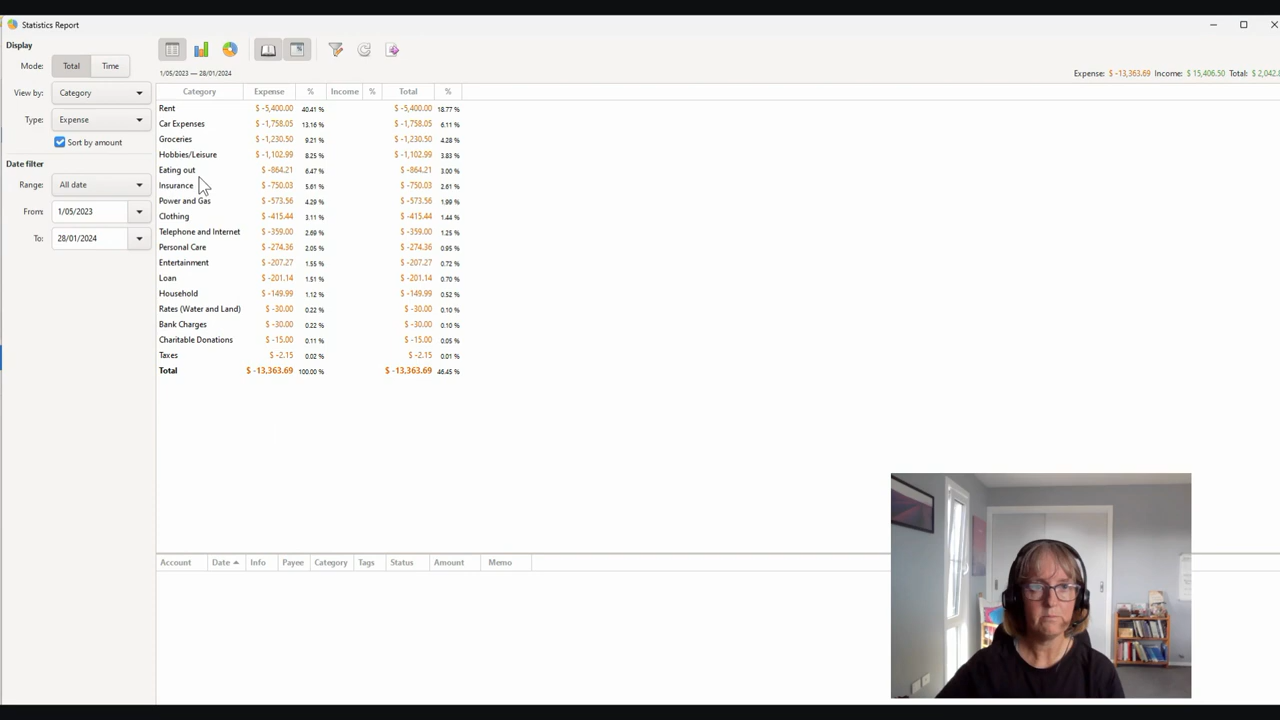 Statistics Report
Display
Mode: Total Time
View by: Category
Type: Expense
Sort by amount
Date filter
Range: All date
From: 1/05/2023
To: 28/01/2024
1/05/2023 — 28/01/2024
Expense: $ -13,363.69 Income: $ 15,406.50 Total: $ 2,042.8
Category Expense % Income % Total %
Rent $ -5,400.00 40.41 % $ -5,400.00 18.77 %
Car Expenses $ -1,758.05 13.16 % $ -1,758.05 6.11 %
Groceries $ -1,230.50 9.21 % $ -1,230.50 4.28 %
Hobbies/Leisure $ -1,102.99 8.25 % $ -1,102.99 3.83 %
Eating out $ -864.21 6.47 % $ -864.21 3.00 %
Insurance $ -750.03 5.61 % $ -750.03 2.61 %
Power and Gas $ -573.56 4.29 % $ -573.56 1.99 %
Clothing $ -415.44 3.11 % $ -415.44 1.44 %
Telephone and Internet $ -359.00 2.69 % $ -359.00 1.25 %
Personal Care $ -274.36 2.05 % $ -274.36 0.95 %
Entertainment $ -207.27 1.55 % $ -207.27 0.72 %
Loan $ -201.14 1.51 % $ -201.14 0.70 %
Household $ -149.99 1.12 % $ -149.99 0.52 %
Rates (Water and Land) $ -30.00 0.22 % $ -30.00 0.10 %
Bank Charges $ -30.00 0.22 % $ -30.00 0.10 %
Charitable Donations $ -15.00 0.11 % $ -15.00 0.05 %
Taxes $ -2.15 0.02 % $ -2.15 0.01 %
Total $ -13,363.69 100.00 % $ -13,363.69 46.45 %
Account Date Info Payee Category Tags Status Amount Memo